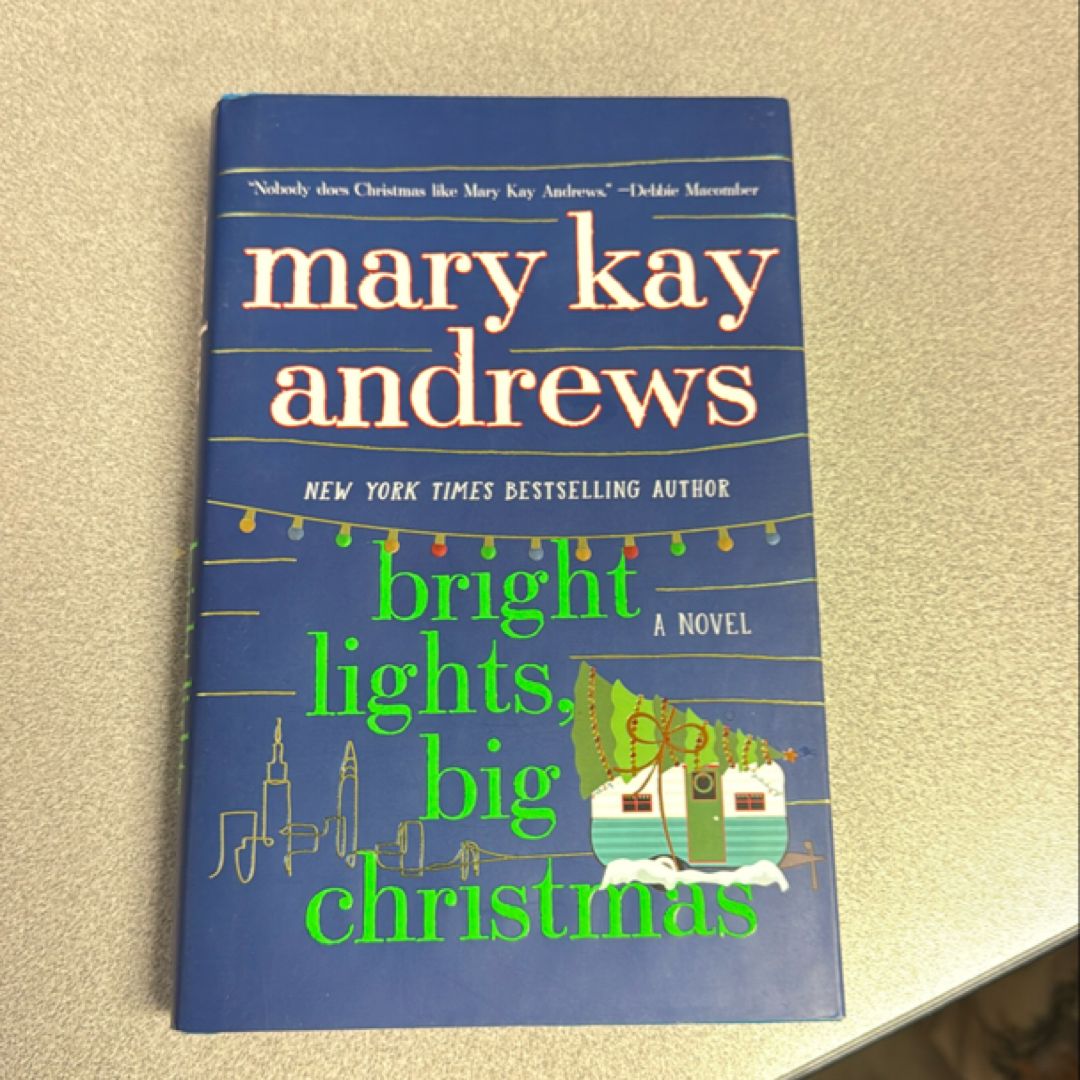 "Nobody does Christmas like Mary Kay Andrews." —Debbie Macomber
mary kay
andrews
NEW YORK TIMES BESTSELLING AUTHOR
bright
A NOVEL
lights,
big
christmas